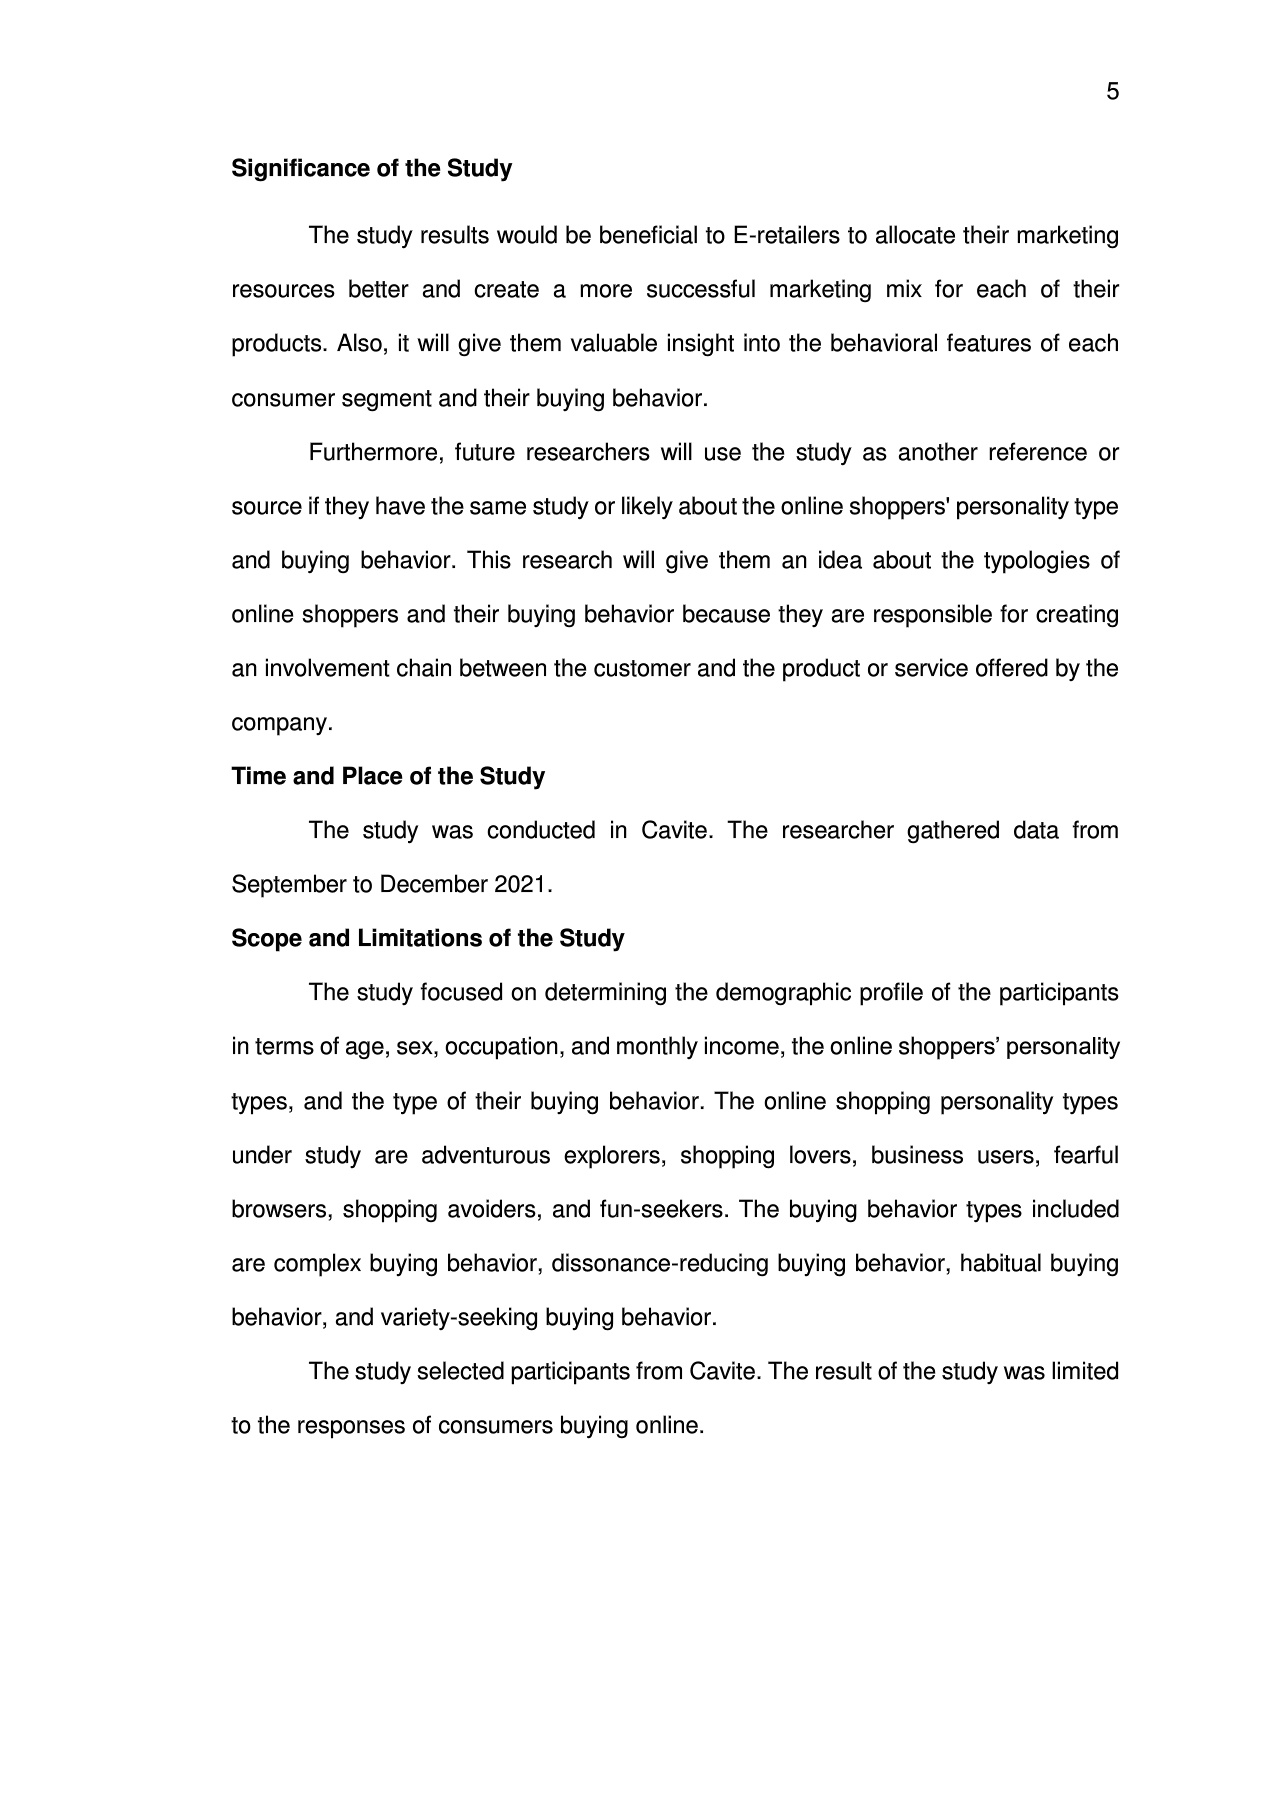 5
Significance of the Study
The study results would be beneficial to E-retailers to allocate their marketing
resources better and create a more successful marketing mix for each of their
products. Also, it will give them valuable insight into the behavioral features of each
consumer segment and their buying behavior.
Furthermore, future researchers will use the study as another reference or
source if they have the same study or likely about the online shoppers' personality type
and buying behavior. This research will give them an idea about the typologies of
online shoppers and their buying behavior because they are responsible for creating
an involvement chain between the customer and the product or service offered by the
company.
Time and Place of the Study
The study was conducted in Cavite. The researcher gathered data from
September to December 2021.
Scope and Limitations of the Study
The study focused on determining the demographic profile of the participants
in terms of age, sex, occupation, and monthly income, the online shoppers’ personality
types, and the type of their buying behavior. The online shopping personality types
under study are adventurous explorers, shopping lovers, business users, fearful
browsers, shopping avoiders, and fun-seekers. The buying behavior types included
are complex buying behavior, dissonance-reducing buying behavior, habitual buying
behavior, and variety-seeking buying behavior.
The study selected participants from Cavite. The result of the study was limited
to the responses of consumers buying online.